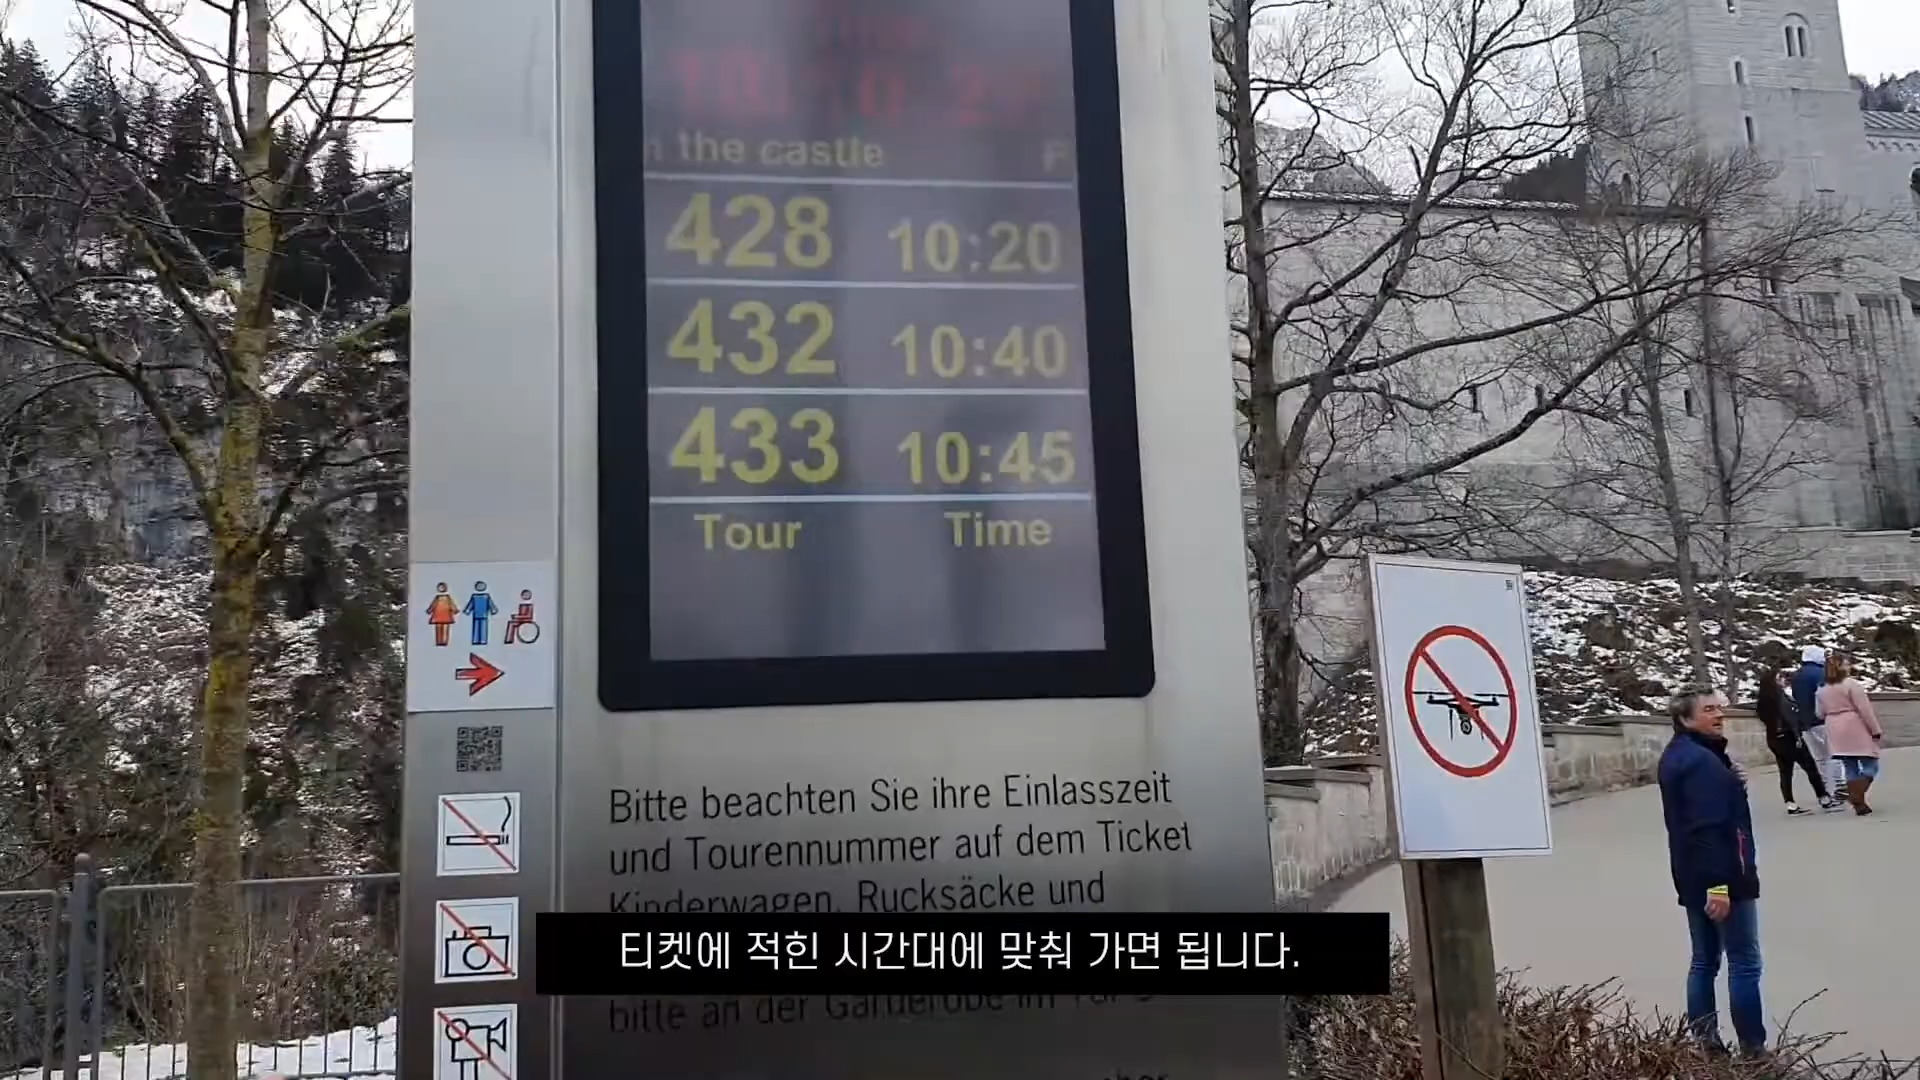 the castle
428 10:20
432 10:40
433 10:45
Tour Time
Bitte beachten Sie ihre Einlasszeit
und Tourennummer auf dem Ticket
Kinderwagen, Rucksäcke und
티켓에 적힌 시간대에 맞춰 가면 됩니다.
bitte an der Garderobe im